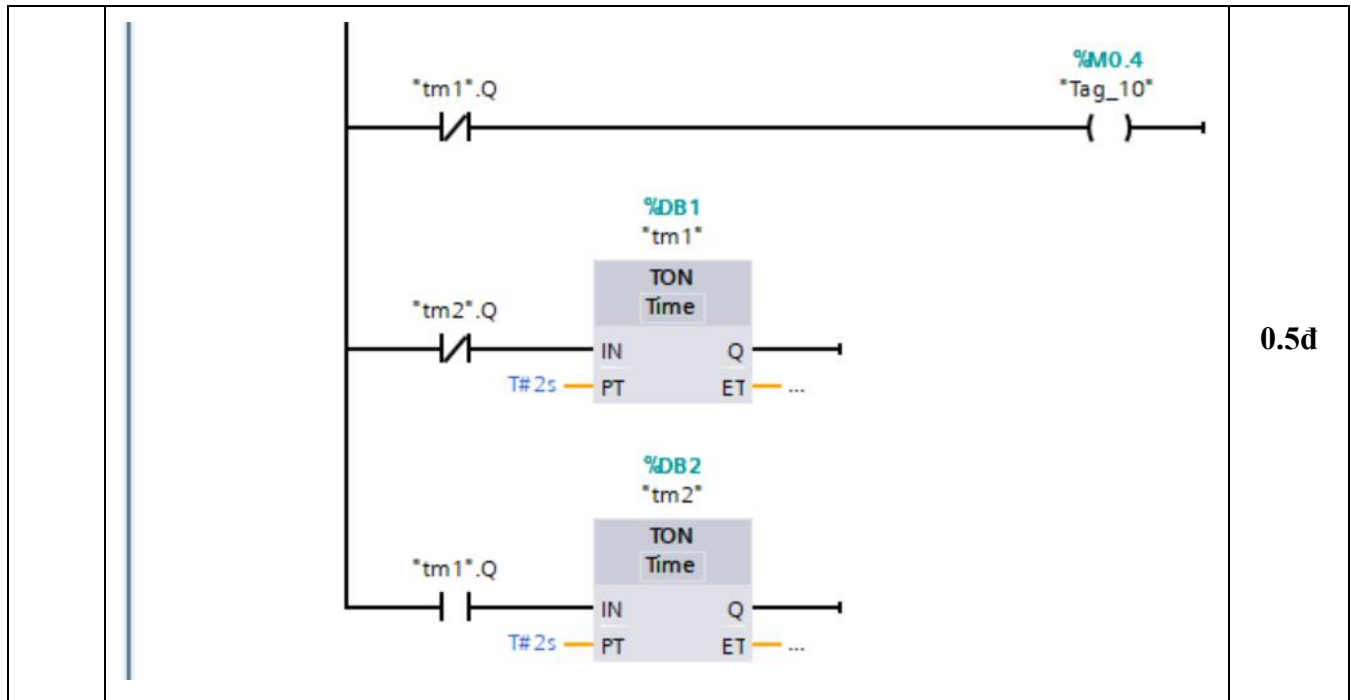 %M0.4
"tm1".Q "Tag_10"
%DB1
"tm1"
TON
Time
"tm2".Q
IN Q
T#2s PT ET ...
0.5đ
%DB2
"tm2"
TON
Time
"tm1".Q
IN Q
T#2s PT ET ...